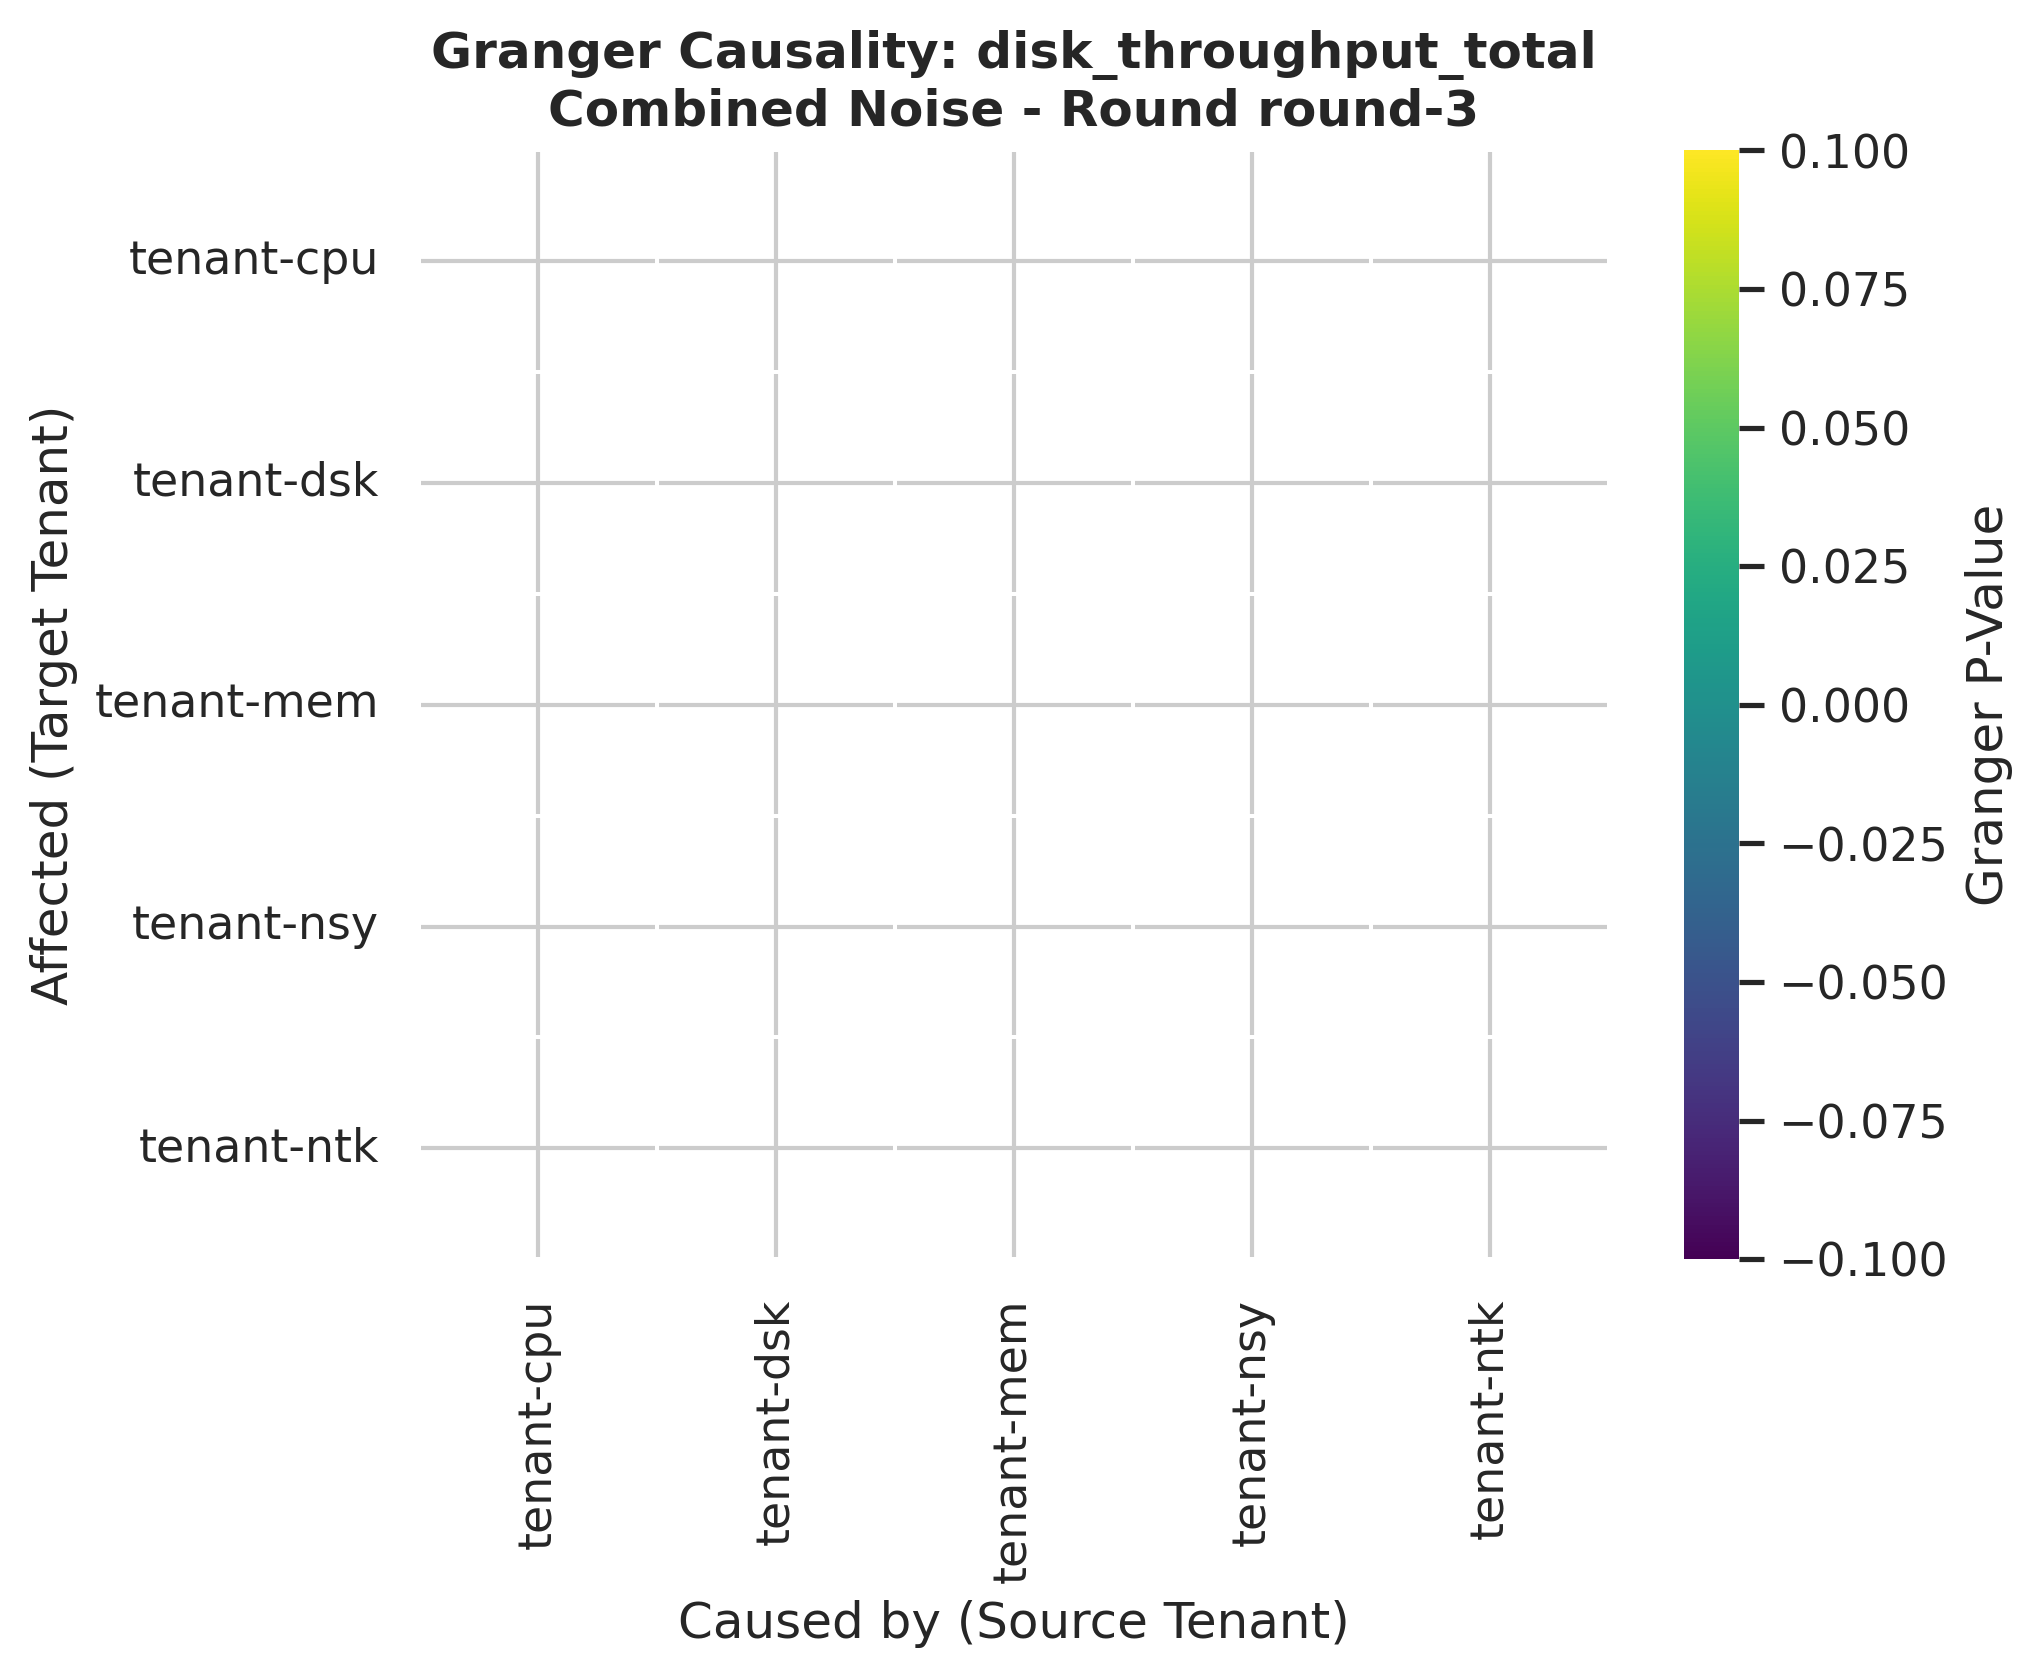 Granger Causality: disk_throughput_total
Combined Noise - Round round-3
Affected (Target Tenant)
tenant-cpu
tenant-dsk
tenant-mem
tenant-nsy
tenant-ntk
tenant-cpu
tenant-dsk
tenant-mem
tenant-nsy
tenant-ntk
Caused by (Source Tenant)
0.100
0.075
0.050
0.025
0.000
−0.025
−0.050
−0.075
−0.100
Granger P-Value